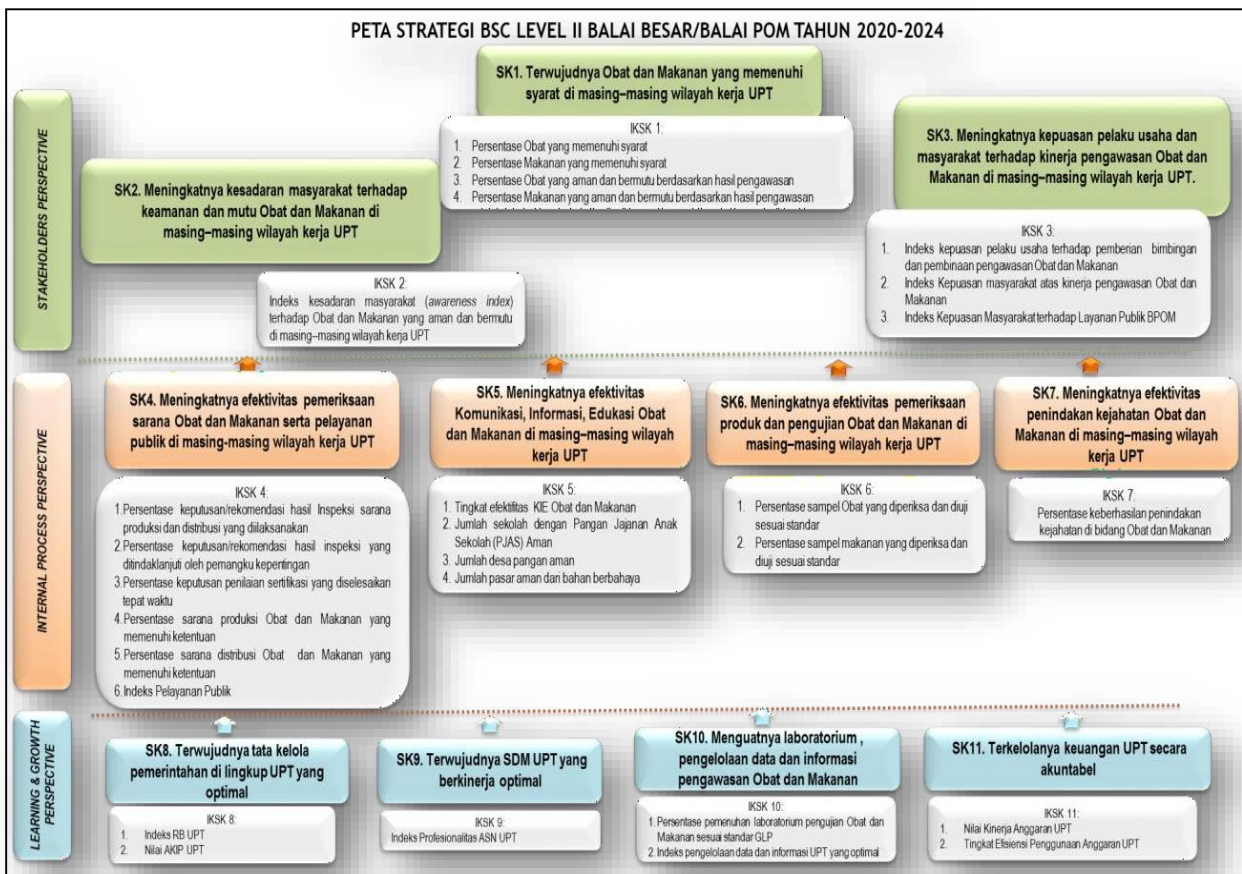 PETA STRATEGI BSC LEVEL II BALAI BESAR/BALAI POM TAHUN 2020-2024
STAKEHOLDERS PERSPECTIVE
SK1. Terwujudnya Obat dan Makanan yang memenuhi
syarat di masing–masing wilayah kerja UPT
IKSK 1:
1. Persentase Obat yang memenuhi syarat
2. Persentase Makanan yang memenuhi syarat
3. Persentase Obat yang aman dan bermutu berdasarkan hasil pengawasan
4. Persentase Makanan yang aman dan bermutu berdasarkan hasil pengawasan
SK2. Meningkatnya kesadaran masyarakat terhadap
keamanan dan mutu Obat dan Makanan di
masing–masing wilayah kerja UPT
IKSK 2:
Indeks kesadaran masyarakat (awareness index)
terhadap Obat dan Makanan yang aman dan bermutu
di masing–masing wilayah kerja UPT
SK3. Meningkatnya kepuasan pelaku usaha dan
masyarakat terhadap kinerja pengawasan Obat dan
Makanan di masing–masing wilayah kerja UPT.
IKSK 3:
1. Indeks kepuasan pelaku usaha terhadap pemberian bimbingan
dan pembinaan pengawasan Obat dan Makanan
2. Indeks Kepuasan masyarakat atas kinerja pengawasan Obat dan
Makanan
3. Indeks Kepuasan Masyarakat terhadap Layanan Publik BPOM
INTERNAL PROCESS PERSPECTIVE
SK4. Meningkatnya efektivitas pemeriksaan
sarana Obat dan Makanan serta pelayanan
publik di masing-masing wilayah kerja UPT
IKSK 4:
1.Persentase keputusan/rekomendasi hasil Inspeksi sarana
produksi dan distribusi yang dilaksanakan
2.Persentase keputusan/rekomendasi hasil inspeksi yang
ditindaklanjuti oleh pemangku kepentingan
3.Persentase keputusan penilaian sertifikasi yang diselesaikan
tepat waktu
4.Persentase sarana produksi Obat dan Makanan yang
memenuhi ketentuan
5.Persentase sarana distribusi Obat dan Makanan yang
memenuhi ketentuan
6.Indeks Pelayanan Publik
SK5. Meningkatnya efektivitas
Komunikasi, Informasi, Edukasi Obat
dan Makanan di masing–masing wilayah
kerja UPT
IKSK 5:
1. Tingkat efektifitas KIE Obat dan Makanan
2. Jumlah sekolah dengan Pangan Jajanan Anak
Sekolah (PJAS) Aman
3. Jumlah desa pangan aman
4. Jumlah pasar aman dari bahan berbahaya
SK6. Meningkatnya efektivitas pemeriksaan
produk dan pengujian Obat dan Makanan di
masing–masing wilayah kerja UPT
IKSK 6:
1. Persentase sampel Obat yang diperiksa dan diuji
sesuai standar
2. Persentase sampel makanan yang diperiksa dan
diuji sesuai standar
SK7. Meningkatnya efektivitas
penindakan kejahatan Obat dan
Makanan di masing–masing wilayah
kerja UPT
IKSK 7:
Persentase keberhasilan penindakan
kejahatan di bidang Obat dan Makanan
LEARNING & GROWTH
PERSPECTIVE
SK8. Terwujudnya tata kelola
pemerintahan di lingkup UPT yang
optimal
IKSK 8:
1. Indeks RB UPT
2. Nilai AKIP UPT
SK9. Terwujudnya SDM UPT yang
berkinerja optimal
IKSK 9:
Indeks Profesionalitas ASN UPT
SK10. Menguatnya laboratorium ,
pengelolaan data dan informasi
pengawasan Obat dan Makanan
IKSK 10:
1.Persentase pemenuhan laboratorium pengujian Obat dan
Makanan sesuai standar GLP
2.Indeks pengelolaan data dan informasi UPT yang optimal
SK11. Terkelolanya keuangan UPT secara
akuntabel
IKSK 11:
1. Nilai Kinerja Anggaran UPT
2. Tingkat Efisiensi Penggunaan Anggaran UPT